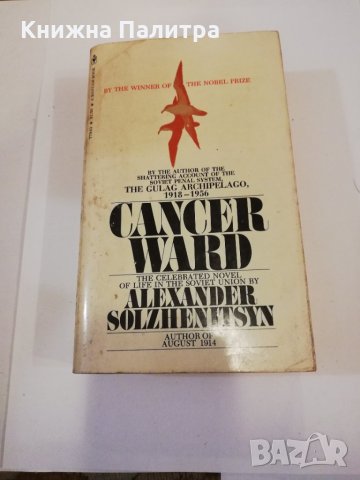 Книжна Палитра
BY THE WINNER OF THE NOBEL PRIZE
BY THE AUTHOR OF THE
SHATTERING ACCOUNT OF THE
SOVIET PENAL SYSTEM,
THE GULAG ARCHIPELAGO,
1918–1956
CANCER
WARD
THE CELEBRATED NOVEL
OF LIFE IN THE SOVIET UNION BY
ALEXANDER
SOLZHENITSYN
AUTHOR OF
AUGUST 1914
BAZAR
bg